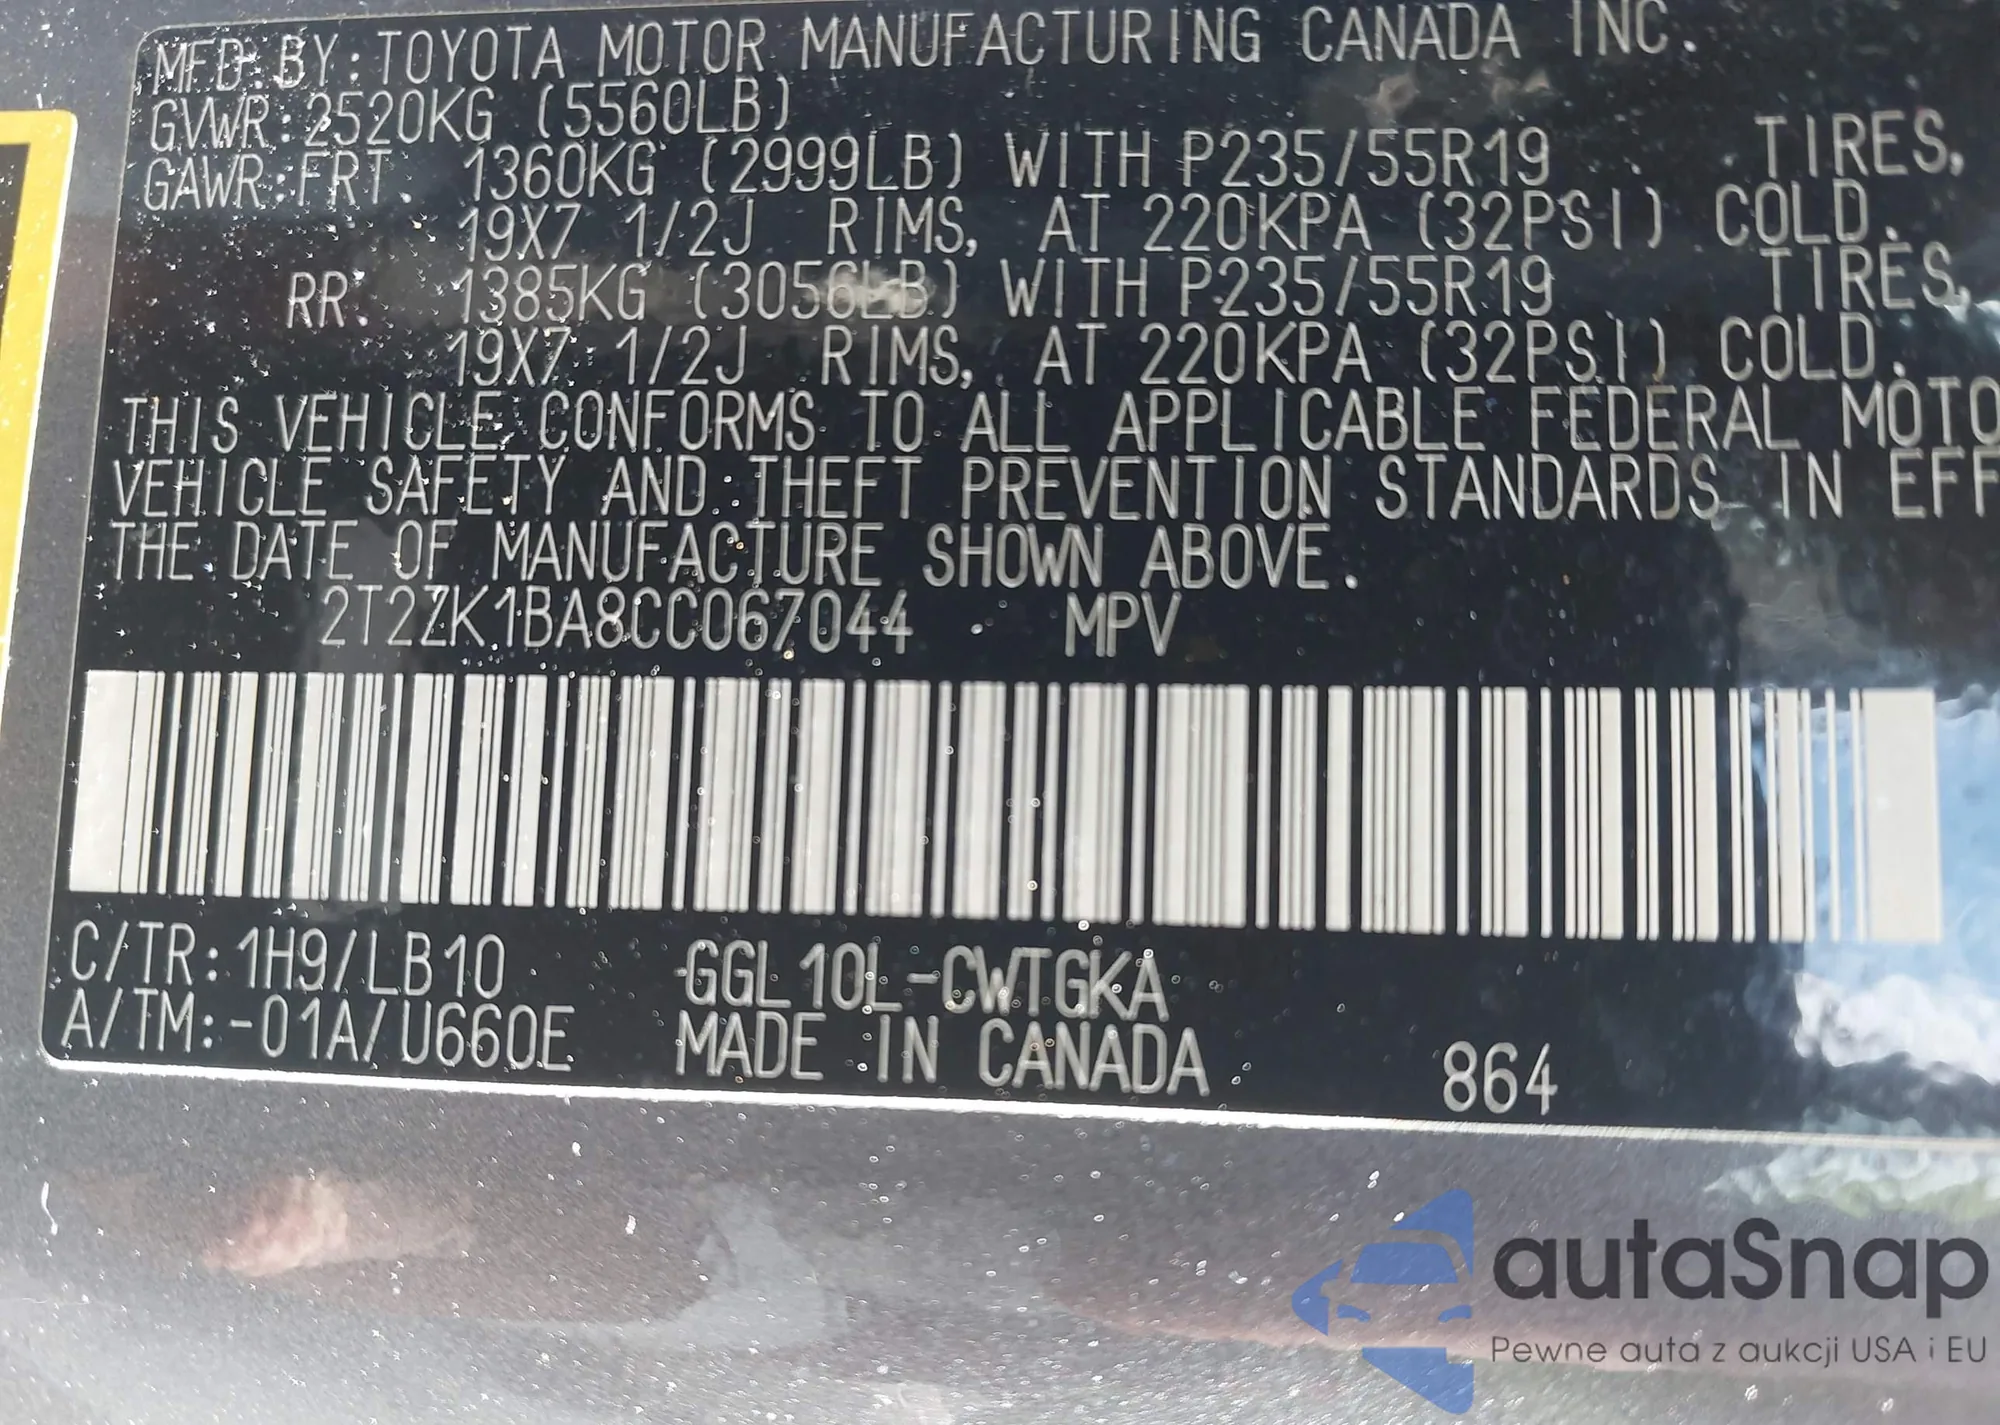 MFD. BY: TOYOTA MOTOR MANUFACTURING CANADA INC.
GVWR: 2520KG (5560LB)
GAWR: FRT. 1360KG (2999LB) WITH P235/55R19 TIRES,
19X7 1/2J RIMS, AT 220KPA (32PSI) COLD.
RR. 1385KG (3056LB) WITH P235/55R19 TIRES,
19X7 1/2J RIMS, AT 220KPA (32PSI) COLD.
THIS VEHICLE CONFORMS TO ALL APPLICABLE FEDERAL MOTO
VEHICLE SAFETY AND THEFT PREVENTION STANDARDS IN EFF
THE DATE OF MANUFACTURE SHOWN ABOVE.
2T2ZK1BA8CC067044 MPV
C/TR: 1H9/LB10 GGL10L-CWTGKA
A/TM: -01A/U660E MADE IN CANADA 864
autaSnap
Pewne auta z aukcji USA i EU